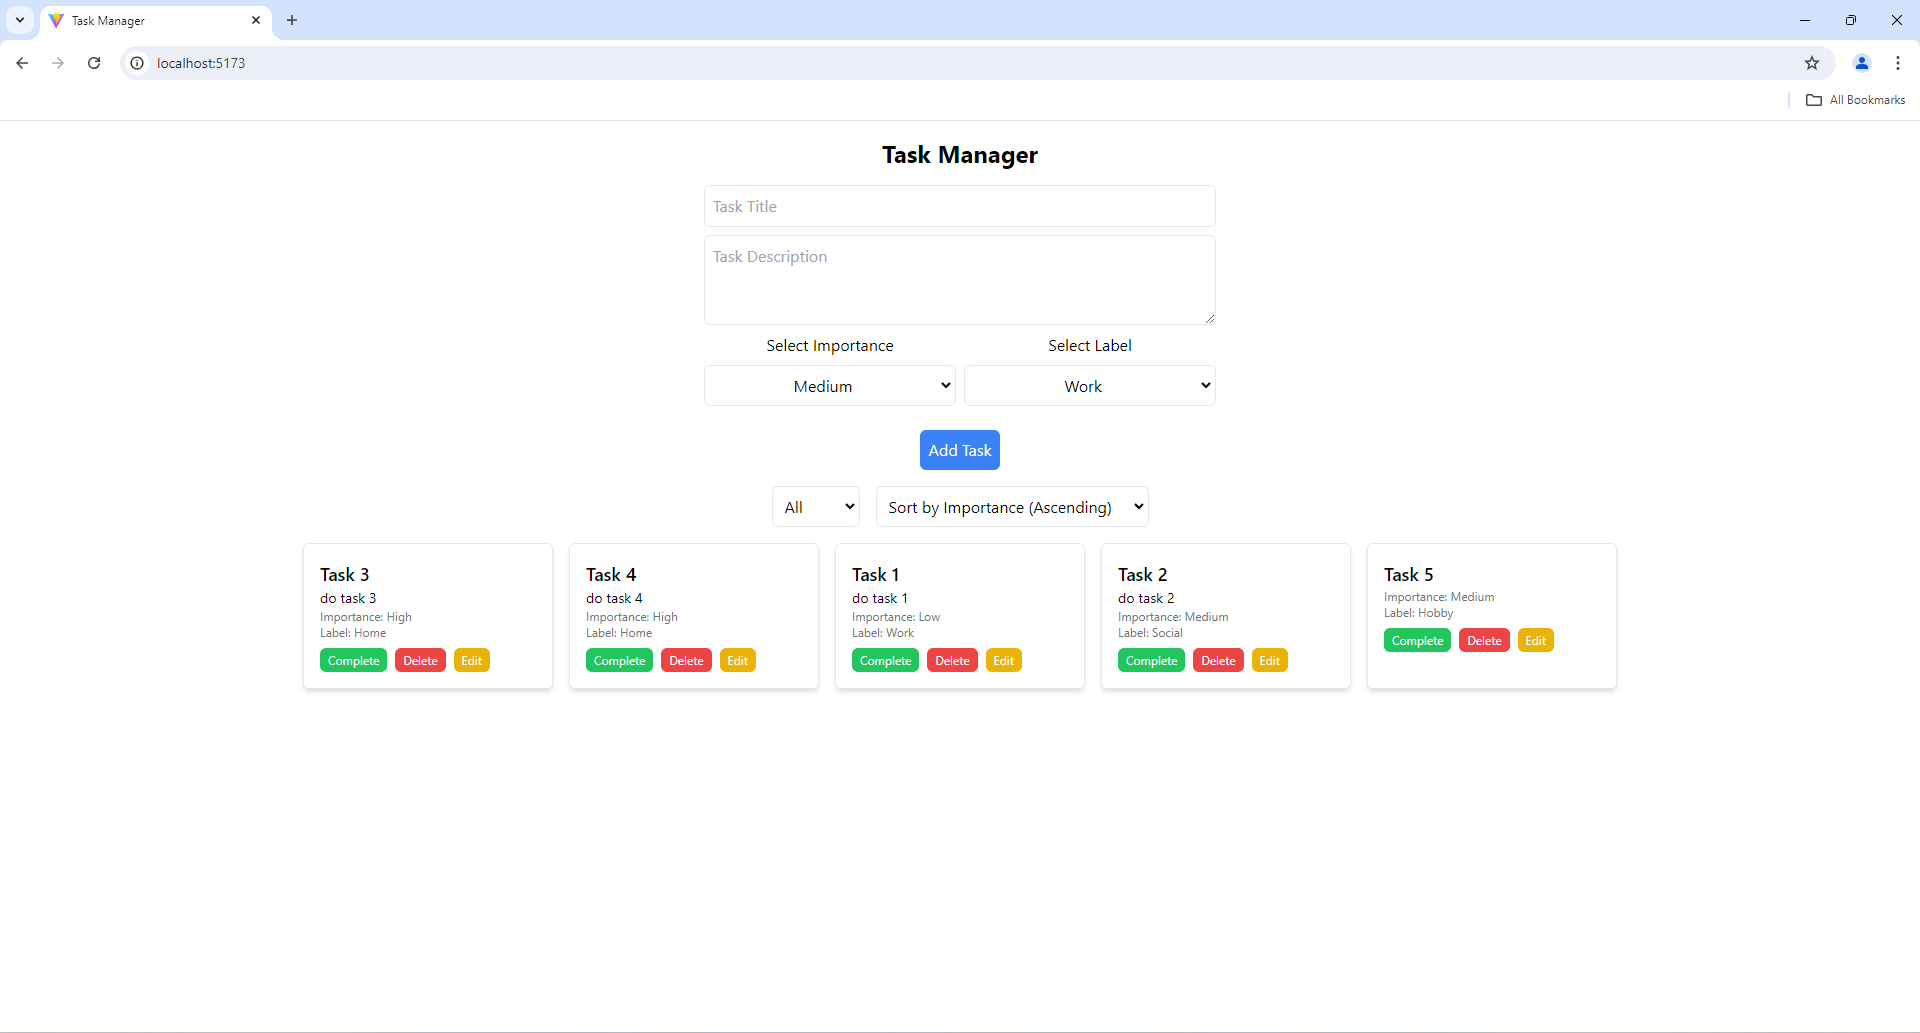 Task Manager
localhost:5173
All Bookmarks
Task Manager
Task Title
Task Description
Select Importance
Select Label
Medium
Work
Add Task
All
Sort by Importance (Ascending)
Task 3
do task 3
Importance: High
Label: Home
Complete Delete Edit
Task 4
do task 4
Importance: High
Label: Home
Complete Delete Edit
Task 1
do task 1
Importance: Low
Label: Work
Complete Delete Edit
Task 2
do task 2
Importance: Medium
Label: Social
Complete Delete Edit
Task 5
Importance: Medium
Label: Hobby
Complete Delete Edit